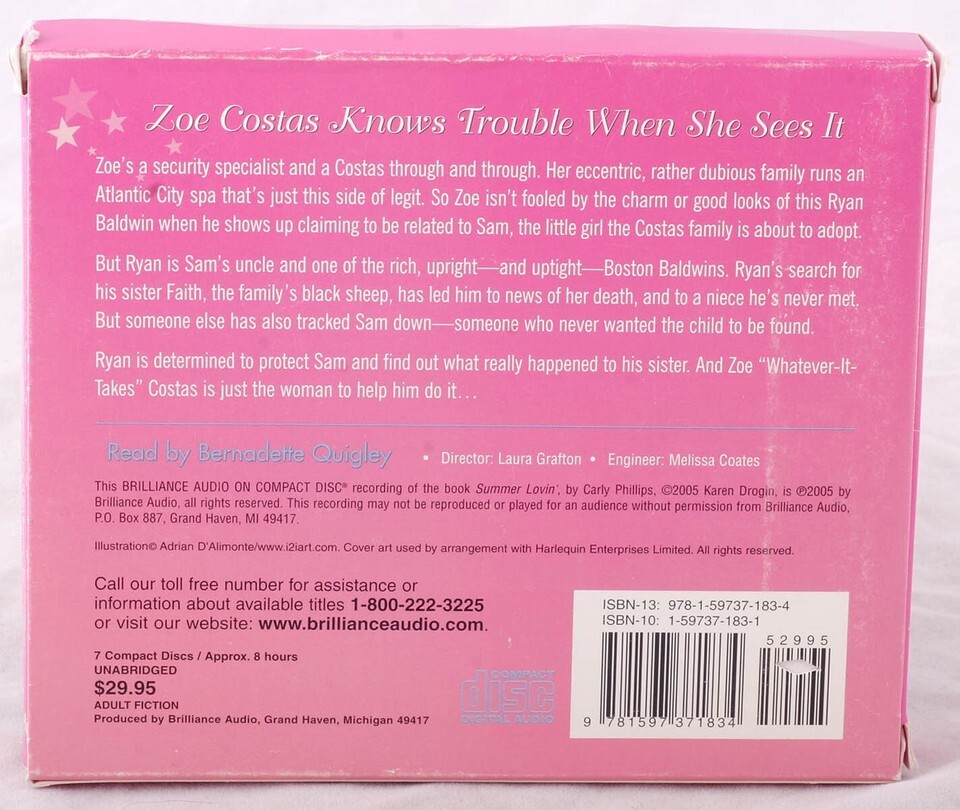 Zoe Costas Knows Trouble When She Sees It
Zoe's a security specialist and a Costas through and through. Her eccentric, rather dubious family runs an
Atlantic City spa that's just this side of legit. So Zoe isn't fooled by the charm or good looks of this Ryan
Baldwin when he shows up claiming to be related to Sam, the little girl the Costas family is about to adopt.
But Ryan is Sam's uncle and one of the rich, upright—and uptight—Boston Baldwins. Ryan's search for
his sister Faith, the family's black sheep, has led him to news of her death, and to a niece he's never met.
But someone else has also tracked Sam down—someone who never wanted the child to be found.
Ryan is determined to protect Sam and find out what really happened to his sister. And Zoe “Whatever-It-
Takes” Costas is just the woman to help him do it…
Read by Bernadette Quigley • Director: Laura Grafton • Engineer: Melissa Coates
This BRILLIANCE AUDIO ON COMPACT DISC® recording of the book Summer Lovin', by Carly Phillips, ©2005 Karen Drogin, is ℗2005 by
Brilliance Audio, all rights reserved. This recording may not be reproduced or played for an audience without permission from Brilliance Audio,
P.O. Box 887, Grand Haven, MI 49417.
Illustration© Adrian D'Alimonte/www.i2iart.com. Cover art used by arrangement with Harlequin Enterprises Limited. All rights reserved.
Call our toll free number for assistance or
information about available titles 1-800-222-3225
or visit our website: www.brillianceaudio.com.
7 Compact Discs / Approx. 8 hours
UNABRIDGED
$29.95
ADULT FICTION
Produced by Brilliance Audio, Grand Haven, Michigan 49417
COMPACT
disc
DIGITAL AUDIO
ISBN-13: 978-1-59737-183-4
ISBN-10: 1-59737-183-1
52995
9 781597 371834